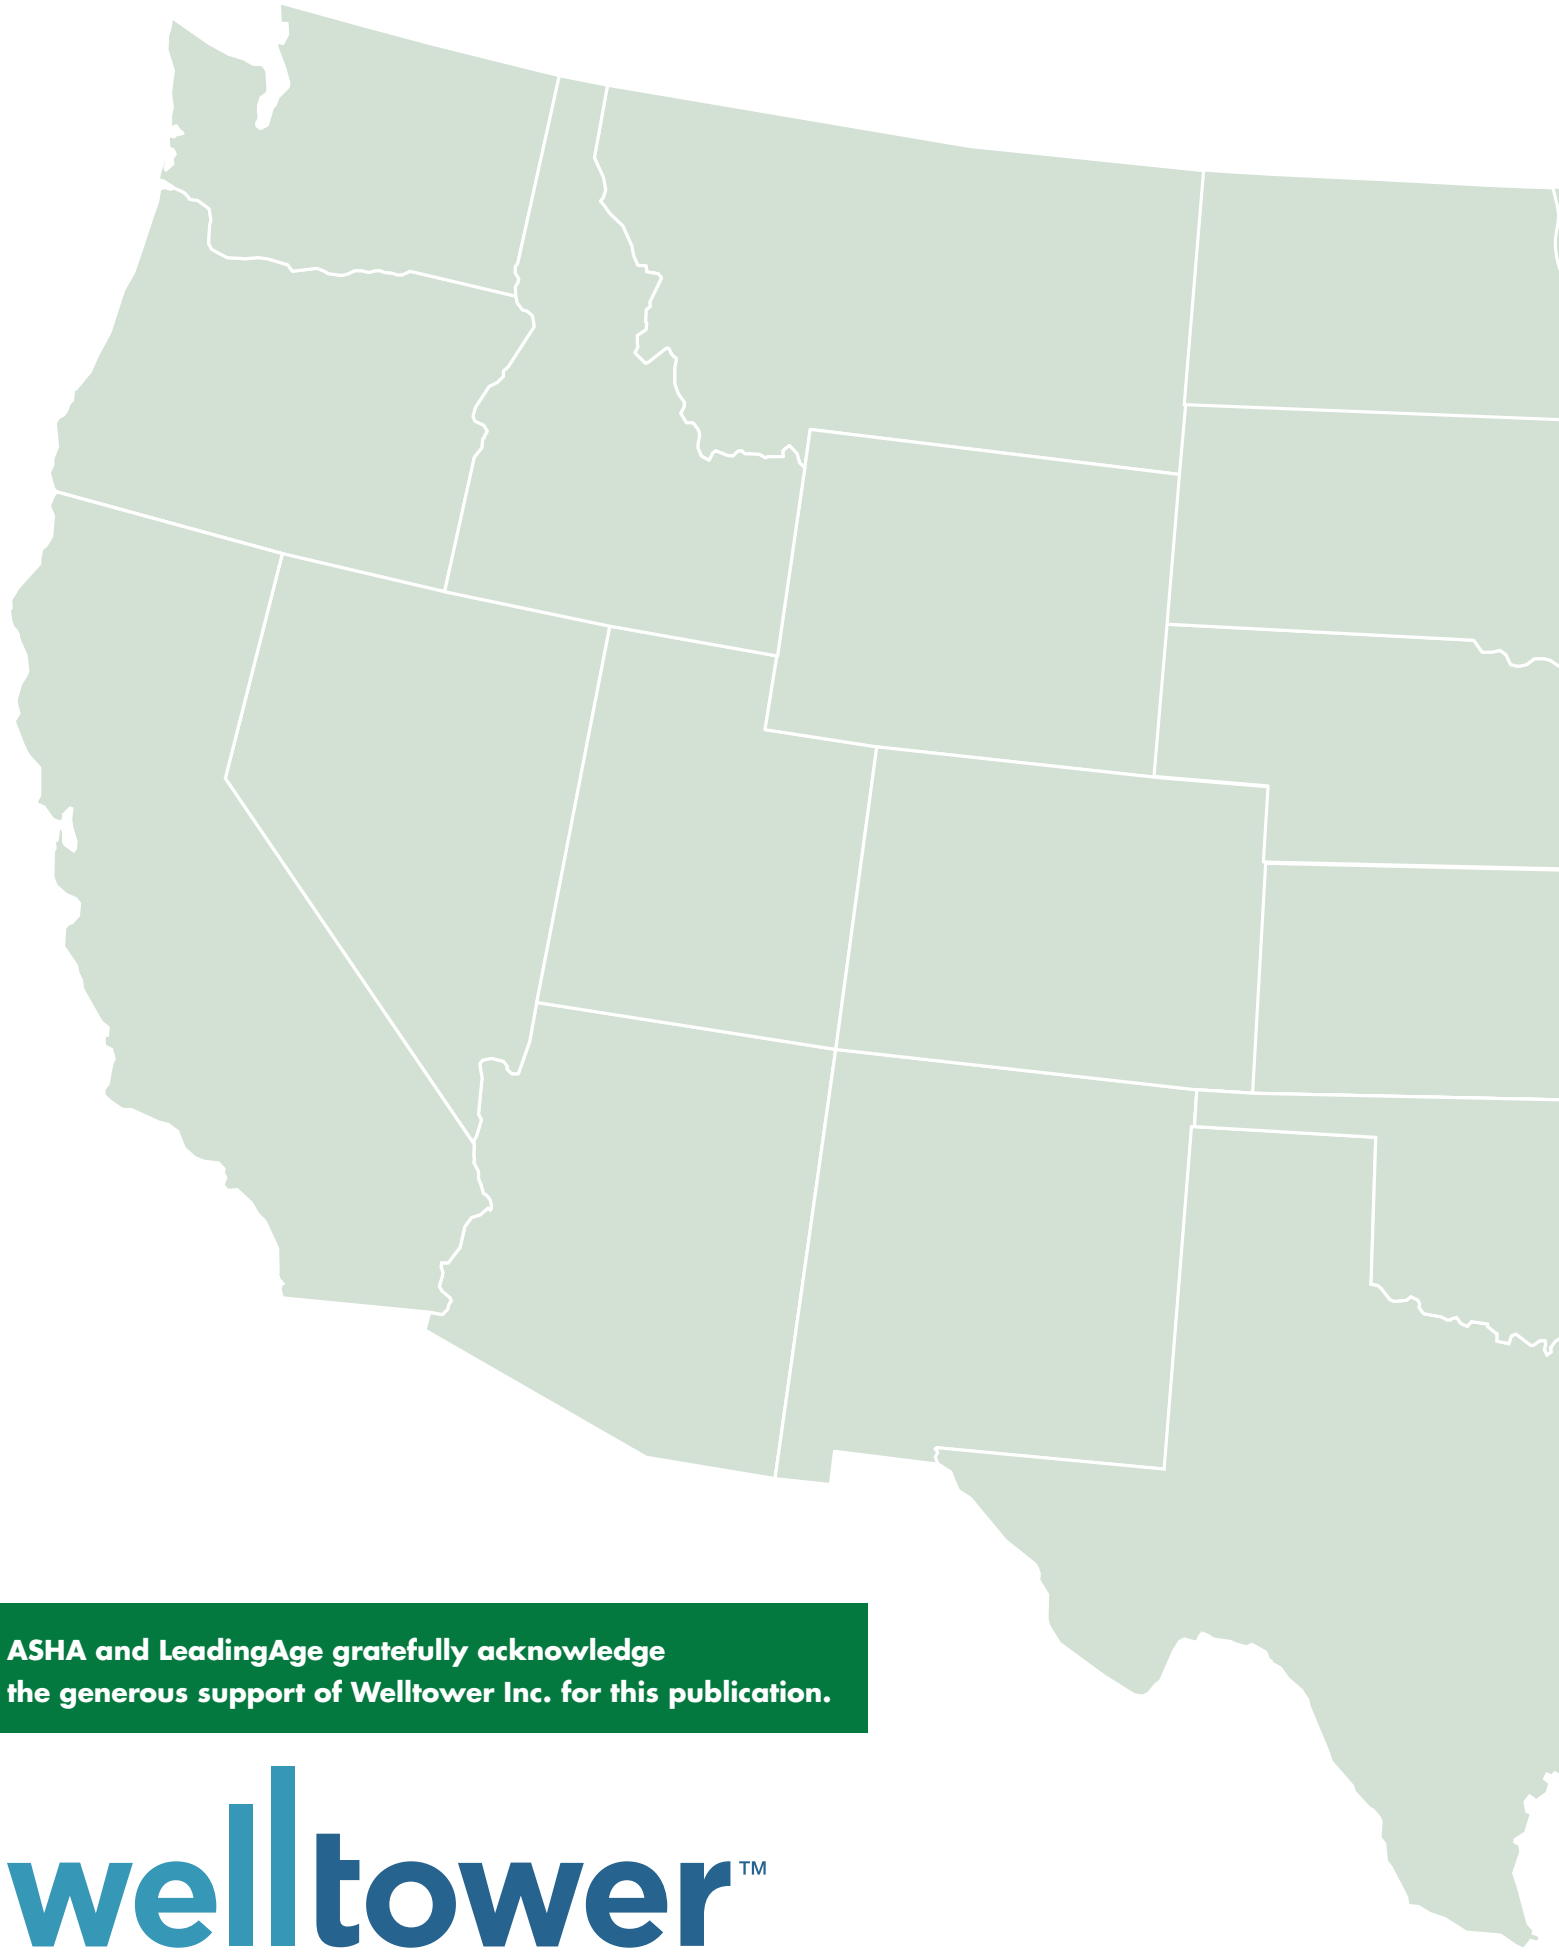 ASHA and LeadingAge gratefully acknowledge
the generous support of Welltower Inc. for this publication.
welltower™